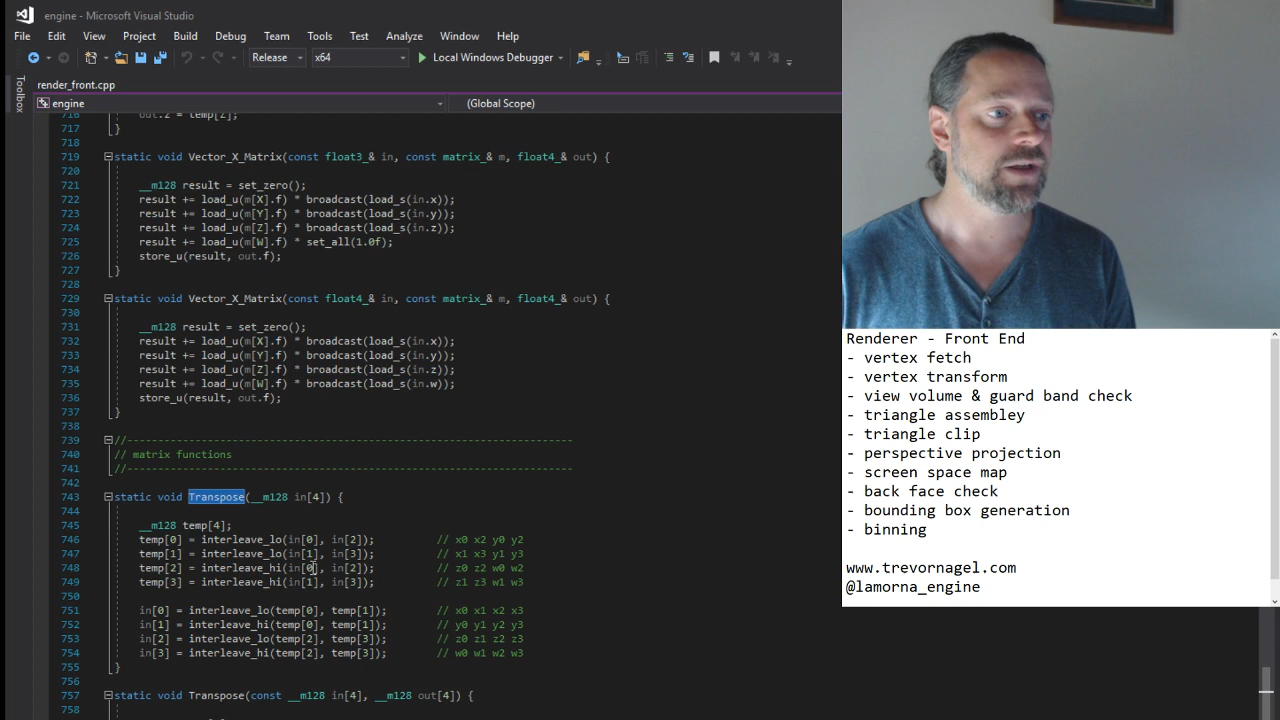 engine - Microsoft Visual Studio
File Edit View Project Build Debug Team Tools Test Analyze Window Help
Release x64 Local Windows Debugger
Toolbox
render_front.cpp
engine (Global Scope)
716 out.z = temp[Z];
717 }
718
719 static void Vector_X_Matrix(const float3_& in, const matrix_& m, float4_& out) {
720
721 __m128 result = set_zero();
722 result += load_u(m[X].f) * broadcast(load_s(in.x));
723 result += load_u(m[Y].f) * broadcast(load_s(in.y));
724 result += load_u(m[Z].f) * broadcast(load_s(in.z));
725 result += load_u(m[W].f) * set_all(1.0f);
726 store_u(result, out.f);
727 }
728
729 static void Vector_X_Matrix(const float4_& in, const matrix_& m, float4_& out) {
730
731 __m128 result = set_zero();
732 result += load_u(m[X].f) * broadcast(load_s(in.x));
733 result += load_u(m[Y].f) * broadcast(load_s(in.y));
734 result += load_u(m[Z].f) * broadcast(load_s(in.z));
735 result += load_u(m[W].f) * broadcast(load_s(in.w));
736 store_u(result, out.f);
737 }
738
739 //----------------------------------------------------------------------
740 // matrix functions
741 //----------------------------------------------------------------------
742
743 static void Transpose(__m128 in[4]) {
744
745 __m128 temp[4];
746 temp[0] = interleave_lo(in[0], in[2]); // x0 x2 y0 y2
747 temp[1] = interleave_lo(in[1], in[3]); // x1 x3 y1 y3
748 temp[2] = interleave_hi(in[0], in[2]); // z0 z2 w0 w2
749 temp[3] = interleave_hi(in[1], in[3]); // z1 z3 w1 w3
750
751 in[0] = interleave_lo(temp[0], temp[1]); // x0 x1 x2 x3
752 in[1] = interleave_hi(temp[0], temp[1]); // y0 y1 y2 y3
753 in[2] = interleave_lo(temp[2], temp[3]); // z0 z1 z2 z3
754 in[3] = interleave_hi(temp[2], temp[3]); // w0 w1 w2 w3
755 }
756
757 static void Transpose(const __m128 in[4], __m128 out[4]) {
758
Renderer - Front End
- vertex fetch
- vertex transform
- view volume & guard band check
- triangle assembley
- triangle clip
- perspective projection
- screen space map
- back face check
- bounding box generation
- binning
www.trevornagel.com
@lamorna_engine